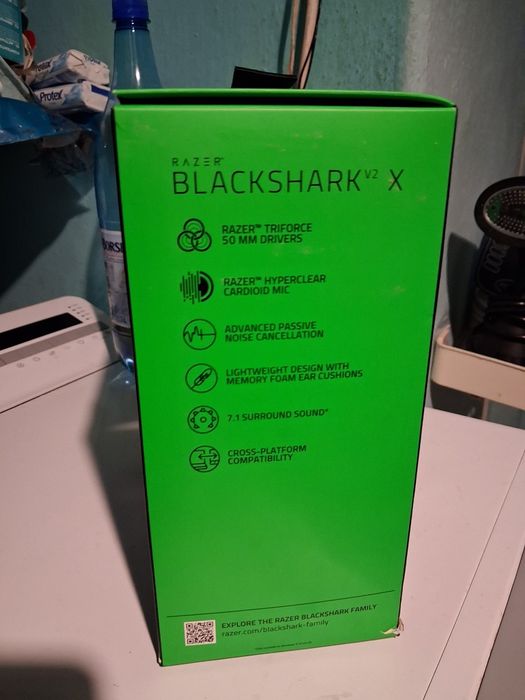 Protex
BORSE
RAZER
BLACKSHARK V2 X
RAZER™ TRIFORCE
50 MM DRIVERS
RAZER™ HYPERCLEAR
CARDIOID MIC
ADVANCED PASSIVE
NOISE CANCELLATION
LIGHTWEIGHT DESIGN WITH
MEMORY FOAM EAR CUSHIONS
7.1 SURROUND SOUND*
CROSS-PLATFORM
COMPATIBILITY
EXPLORE THE RAZER BLACKSHARK FAMILY
razer.com/blackshark-family